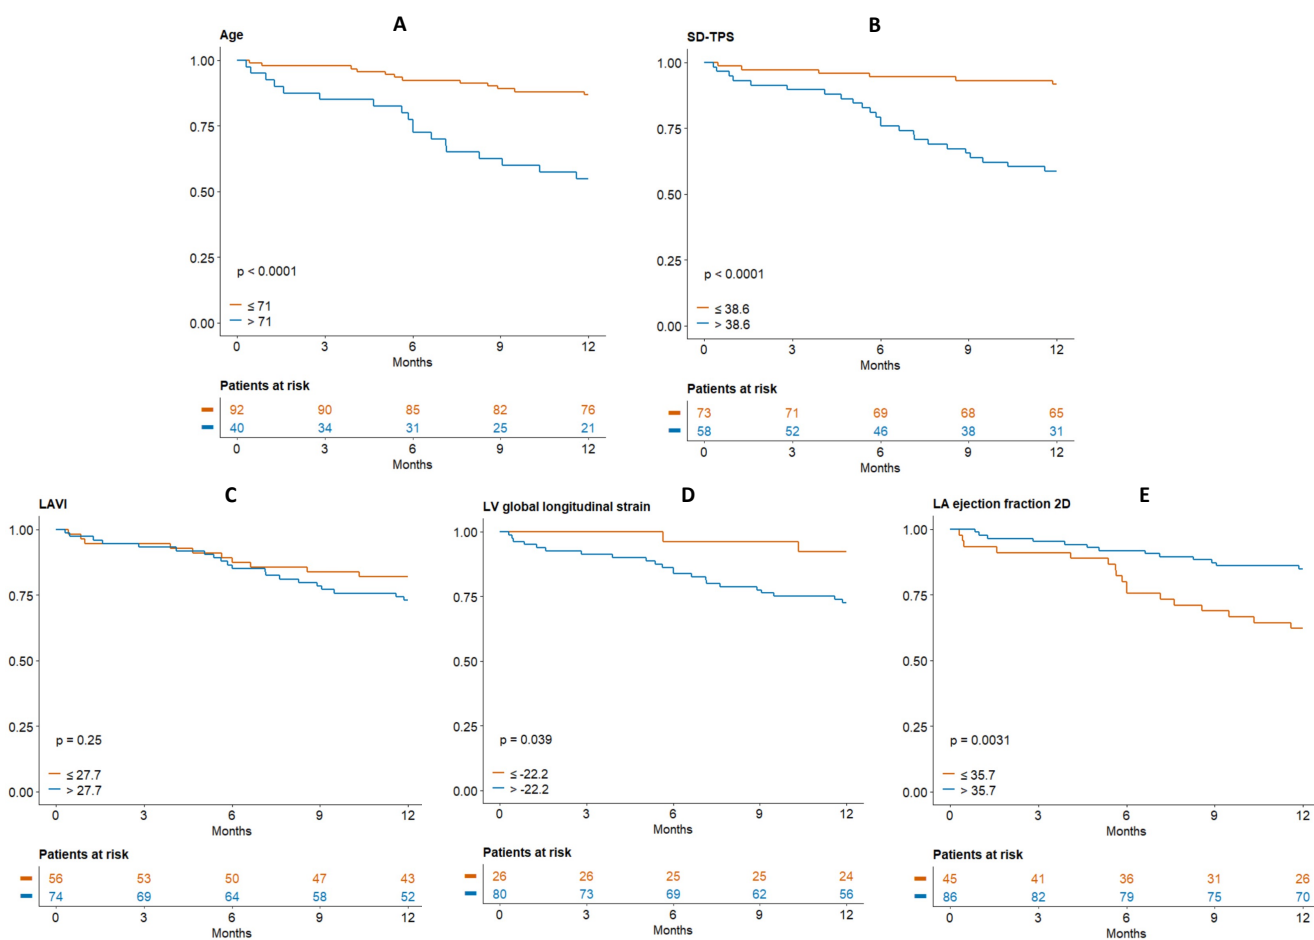 A
Age
1.00
0.75
0.50
0.25
0.00
p < 0.0001
≤ 71
> 71
0 3 6 9 12
Months
Patients at risk
92 90 85 82 76
40 34 31 25 21
0 3 6 9 12
Months
B
SD-TPS
1.00
0.75
0.50
0.25
0.00
p < 0.0001
≤ 38.6
> 38.6
0 3 6 9 12
Months
Patients at risk
73 71 69 68 65
58 52 46 38 31
0 3 6 9 12
Months
C
LAVI
1.00
0.75
0.50
0.25
0.00
p = 0.25
≤ 27.7
> 27.7
0 3 6 9 12
Months
Patients at risk
56 53 50 47 43
74 69 64 58 52
0 3 6 9 12
Months
D
LV global longitudinal strain
1.00
0.75
0.50
0.25
0.00
p = 0.039
≤ -22.2
> -22.2
0 3 6 9 12
Months
Patients at risk
26 26 25 25 24
80 73 69 62 56
0 3 6 9 12
Months
E
LA ejection fraction 2D
1.00
0.75
0.50
0.25
0.00
p = 0.0031
≤ 35.7
> 35.7
0 3 6 9 12
Months
Patients at risk
45 41 36 31 26
86 82 79 75 70
0 3 6 9 12
Months